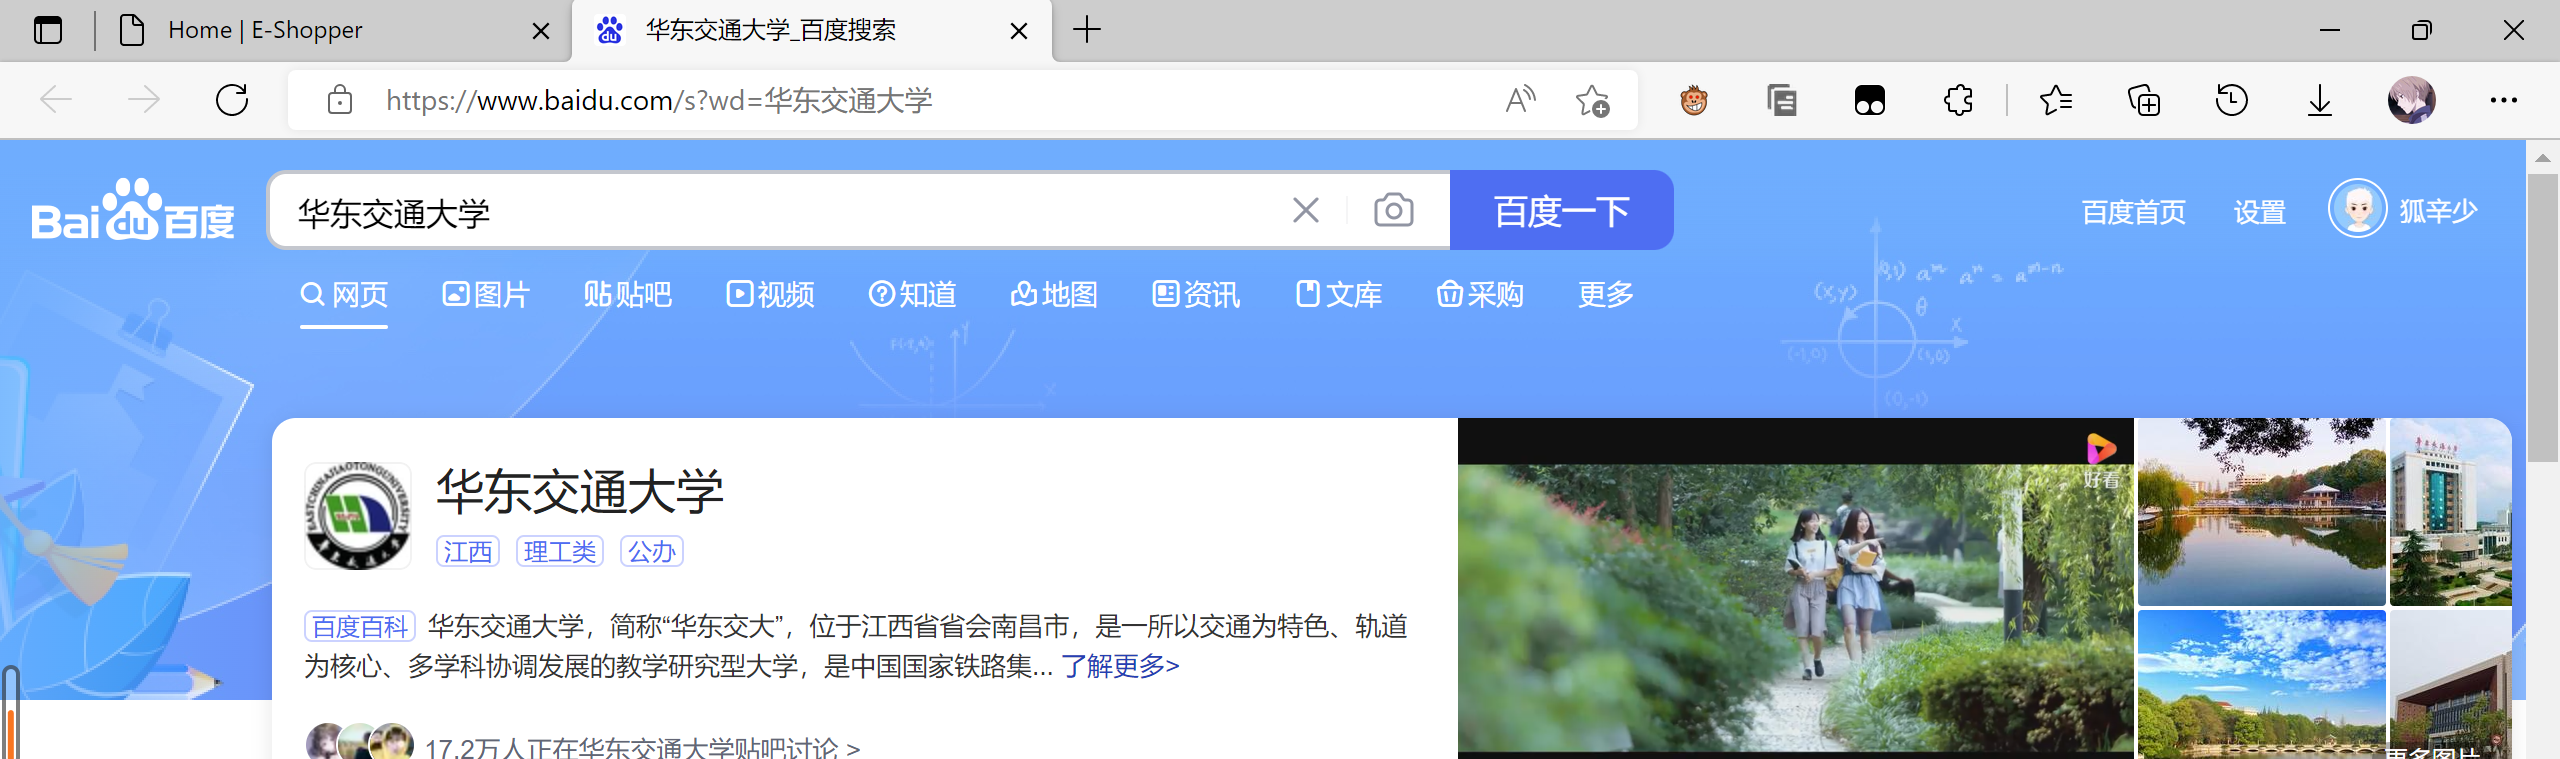 Home | E-Shopper
华东交通大学_百度搜索
https://www.baidu.com/s?wd=华东交通大学
Baidu百度
华东交通大学
百度一下
百度首页
设置
狐辛少
网页
图片
贴吧
视频
知道
地图
资讯
文库
采购
更多
华东交通大学
江西 理工类 公办
百度百科 华东交通大学，简称“华东交大”，位于江西省省会南昌市，是一所以交通为特色、轨道
为核心、多学科协调发展的教学研究型大学，是中国国家铁路集... 了解更多>
17.2万人正在华东交通大学贴吧讨论 >
好看
更多图片